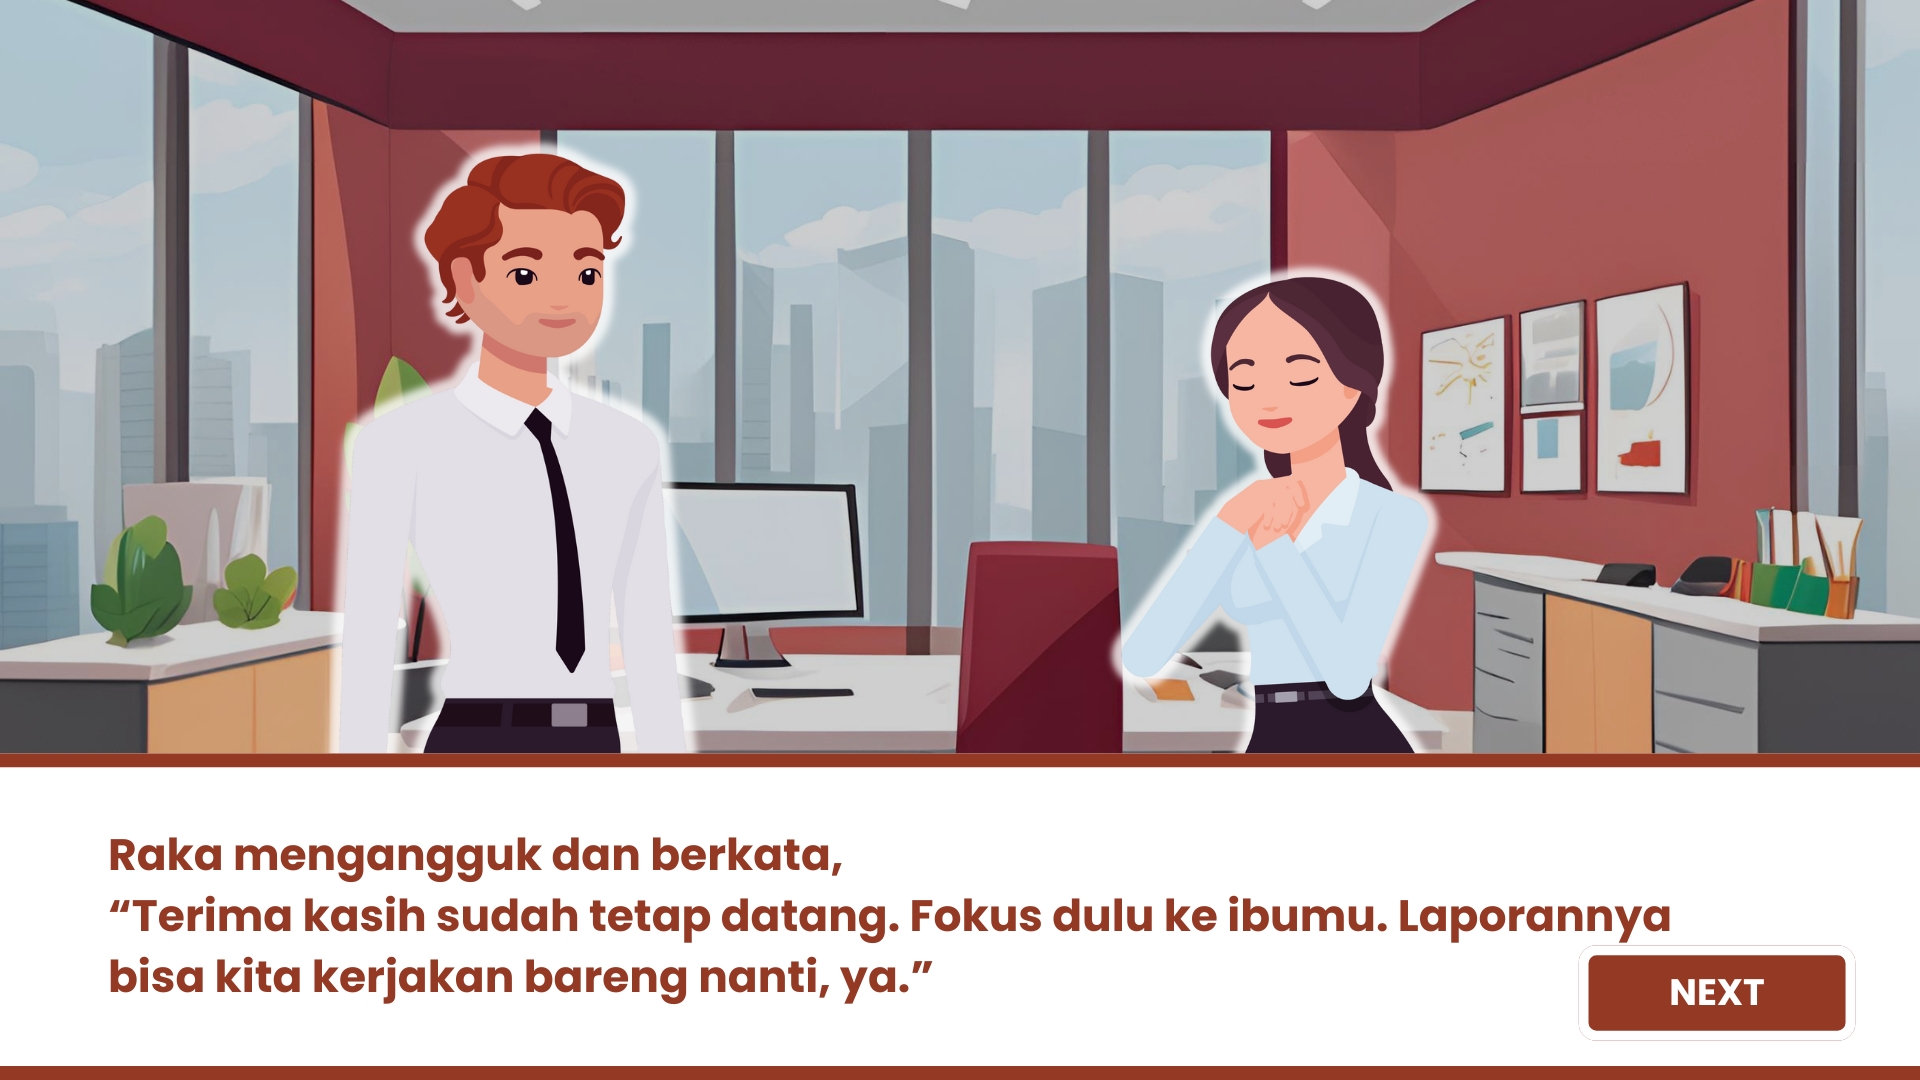 Raka mengangguk dan berkata,
“Terima kasih sudah tetap datang. Fokus dulu ke ibumu. Laporannya
bisa kita kerjakan bareng nanti, ya.”
NEXT